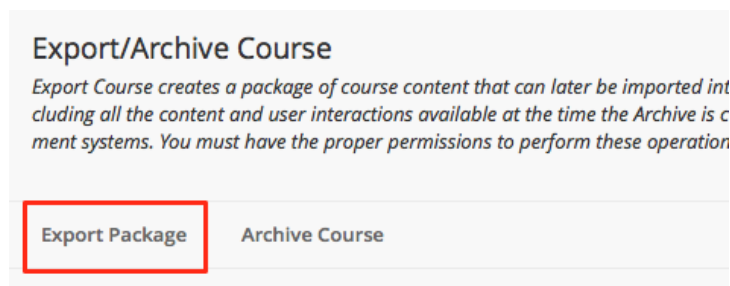 Export/Archive Course
Export Course creates a package of course content that can later be imported int
cluding all the content and user interactions available at the time the Archive is c
ment systems. You must have the proper permissions to perform these operation
Export Package Archive Course